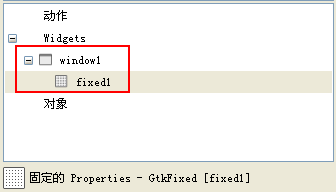 动作
Widgets
window1
fixed1
对象
固定的 Properties - GtkFixed [fixed1]